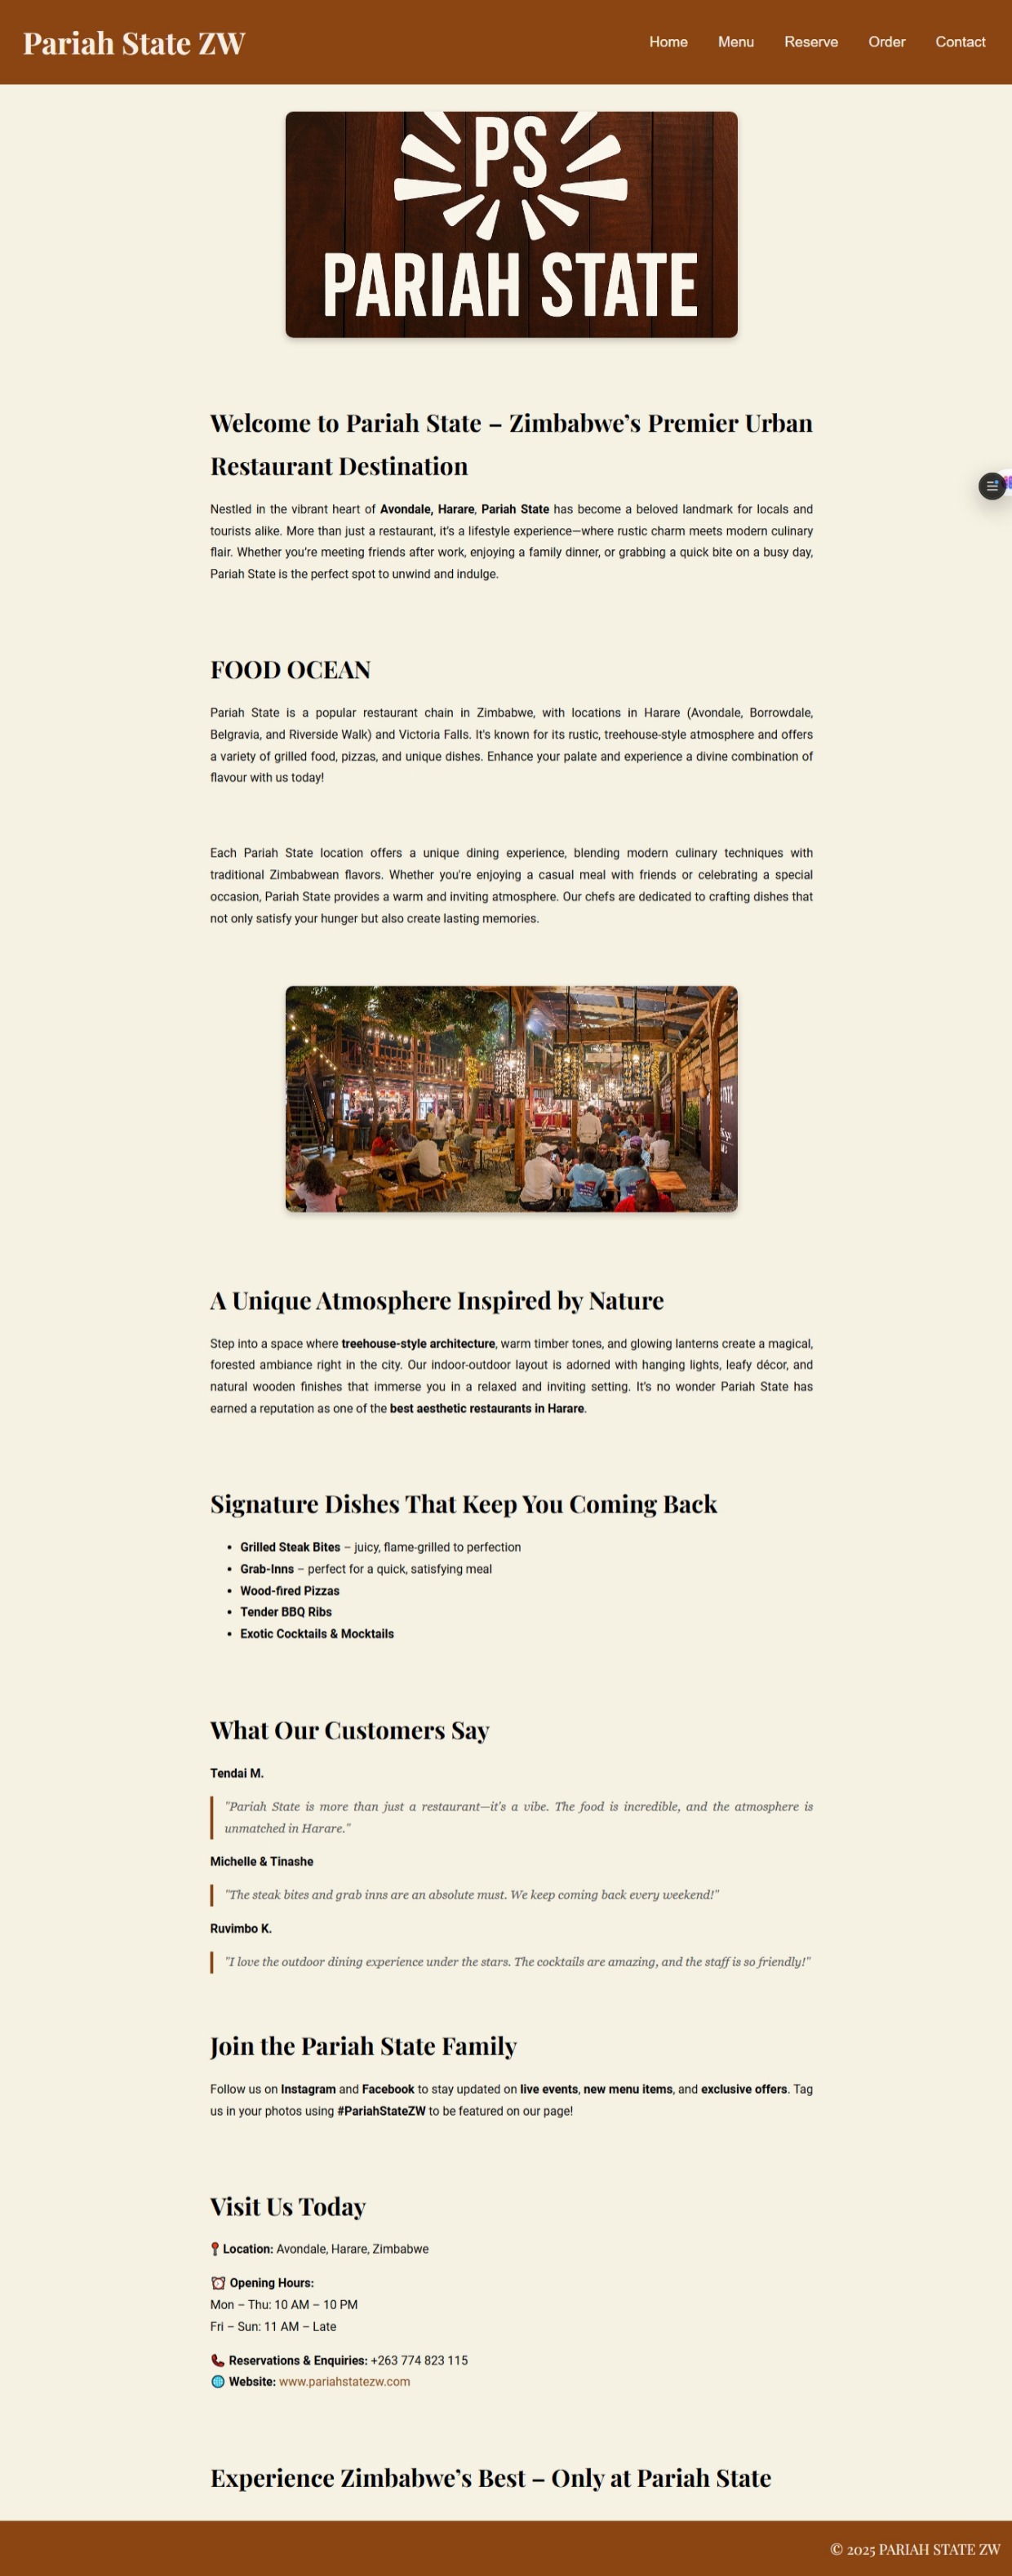 Pariah State ZW
Home Menu Reserve Order Contact
PS
PARIAH STATE
Welcome to Pariah State – Zimbabwe’s Premier Urban
Restaurant Destination
Nestled in the vibrant heart of Avondale, Harare, Pariah State has become a beloved landmark for locals and
tourists alike. More than just a restaurant, it’s a lifestyle experience—where rustic charm meets modern culinary
flair. Whether you’re meeting friends after work, enjoying a family dinner, or grabbing a quick bite on a busy day,
Pariah State is the perfect spot to unwind and indulge.
FOOD OCEAN
Pariah State is a popular restaurant chain in Zimbabwe, with locations in Harare (Avondale, Borrowdale,
Belgravia, and Riverside Walk) and Victoria Falls. It's known for its rustic, treehouse-style atmosphere and offers
a variety of grilled food, pizzas, and unique dishes. Enhance your palate and experience a divine combination of
flavour with us today!
Each Pariah State location offers a unique dining experience, blending modern culinary techniques with
traditional Zimbabwean flavors. Whether you're enjoying a casual meal with friends or celebrating a special
occasion, Pariah State provides a warm and inviting atmosphere. Our chefs are dedicated to crafting dishes that
not only satisfy your hunger but also create lasting memories.
A Unique Atmosphere Inspired by Nature
Step into a space where treehouse-style architecture, warm timber tones, and glowing lanterns create a magical,
forested ambiance right in the city. Our indoor-outdoor layout is adorned with hanging lights, leafy décor, and
natural wooden finishes that immerse you in a relaxed and inviting setting. It’s no wonder Pariah State has
earned a reputation as one of the best aesthetic restaurants in Harare.
Signature Dishes That Keep You Coming Back
• Grilled Steak Bites – juicy, flame-grilled to perfection
• Grab-Inns – perfect for a quick, satisfying meal
• Wood-fired Pizzas
• Tender BBQ Ribs
• Exotic Cocktails & Mocktails
What Our Customers Say
Tendai M.
"Pariah State is more than just a restaurant—it's a vibe. The food is incredible, and the atmosphere is
unmatched in Harare."
Michelle & Tinashe
"The steak bites and grab inns are an absolute must. We keep coming back every weekend!"
Ruvimbo K.
"I love the outdoor dining experience under the stars. The cocktails are amazing, and the staff is so friendly!"
Join the Pariah State Family
Follow us on Instagram and Facebook to stay updated on live events, new menu items, and exclusive offers. Tag
us in your photos using #PariahStateZW to be featured on our page!
Visit Us Today
📍 Location: Avondale, Harare, Zimbabwe
⏰ Opening Hours:
Mon – Thu: 10 AM – 10 PM
Fri – Sun: 11 AM – Late
📞 Reservations & Enquiries: +263 774 823 115
🌐 Website: www.pariahstatezw.com
Experience Zimbabwe’s Best – Only at Pariah State
© 2025 PARIAH STATE ZW